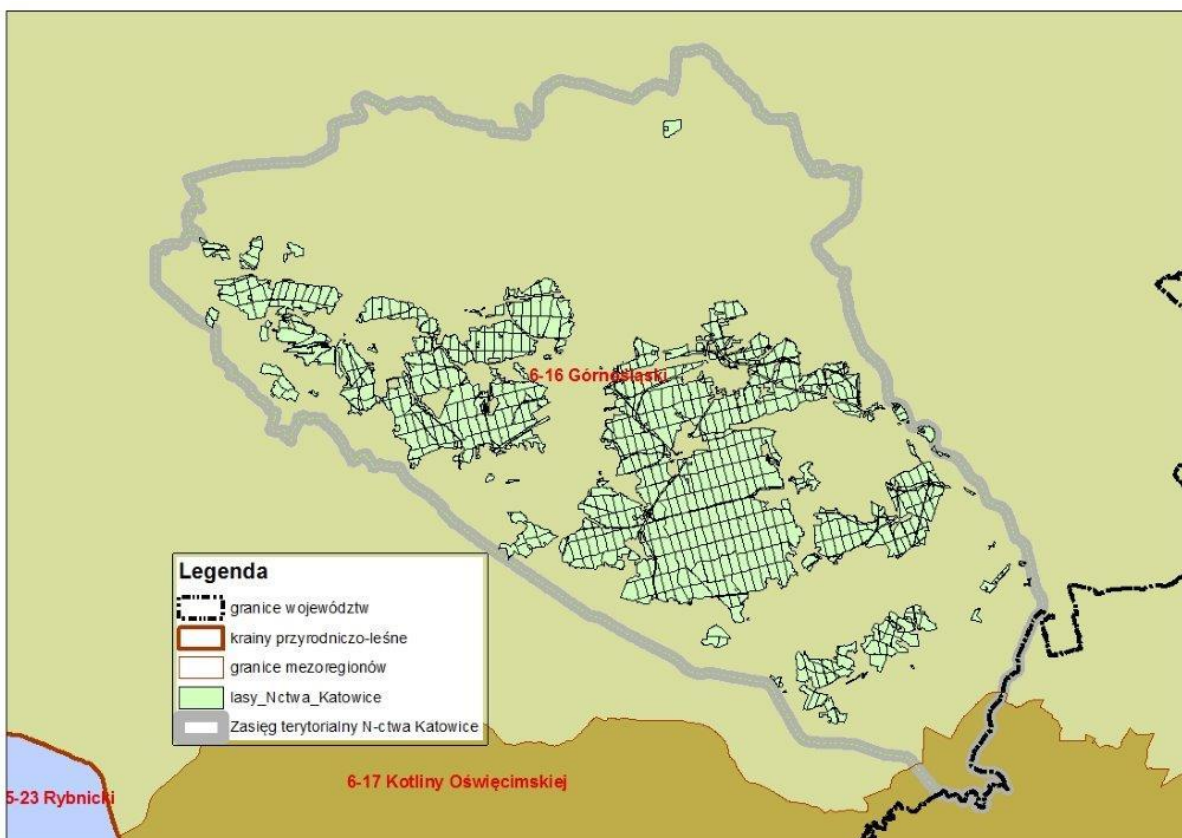 6-16 Górnośląski
Legenda
granice województw
krainy przyrodniczo-leśne
granice mezoregionów
lasy_Nctwa_Katowice
Zasięg terytorialny N-ctwa Katowice
6-17 Kotliny Oświęcimskiej
5-23 Rybnicki